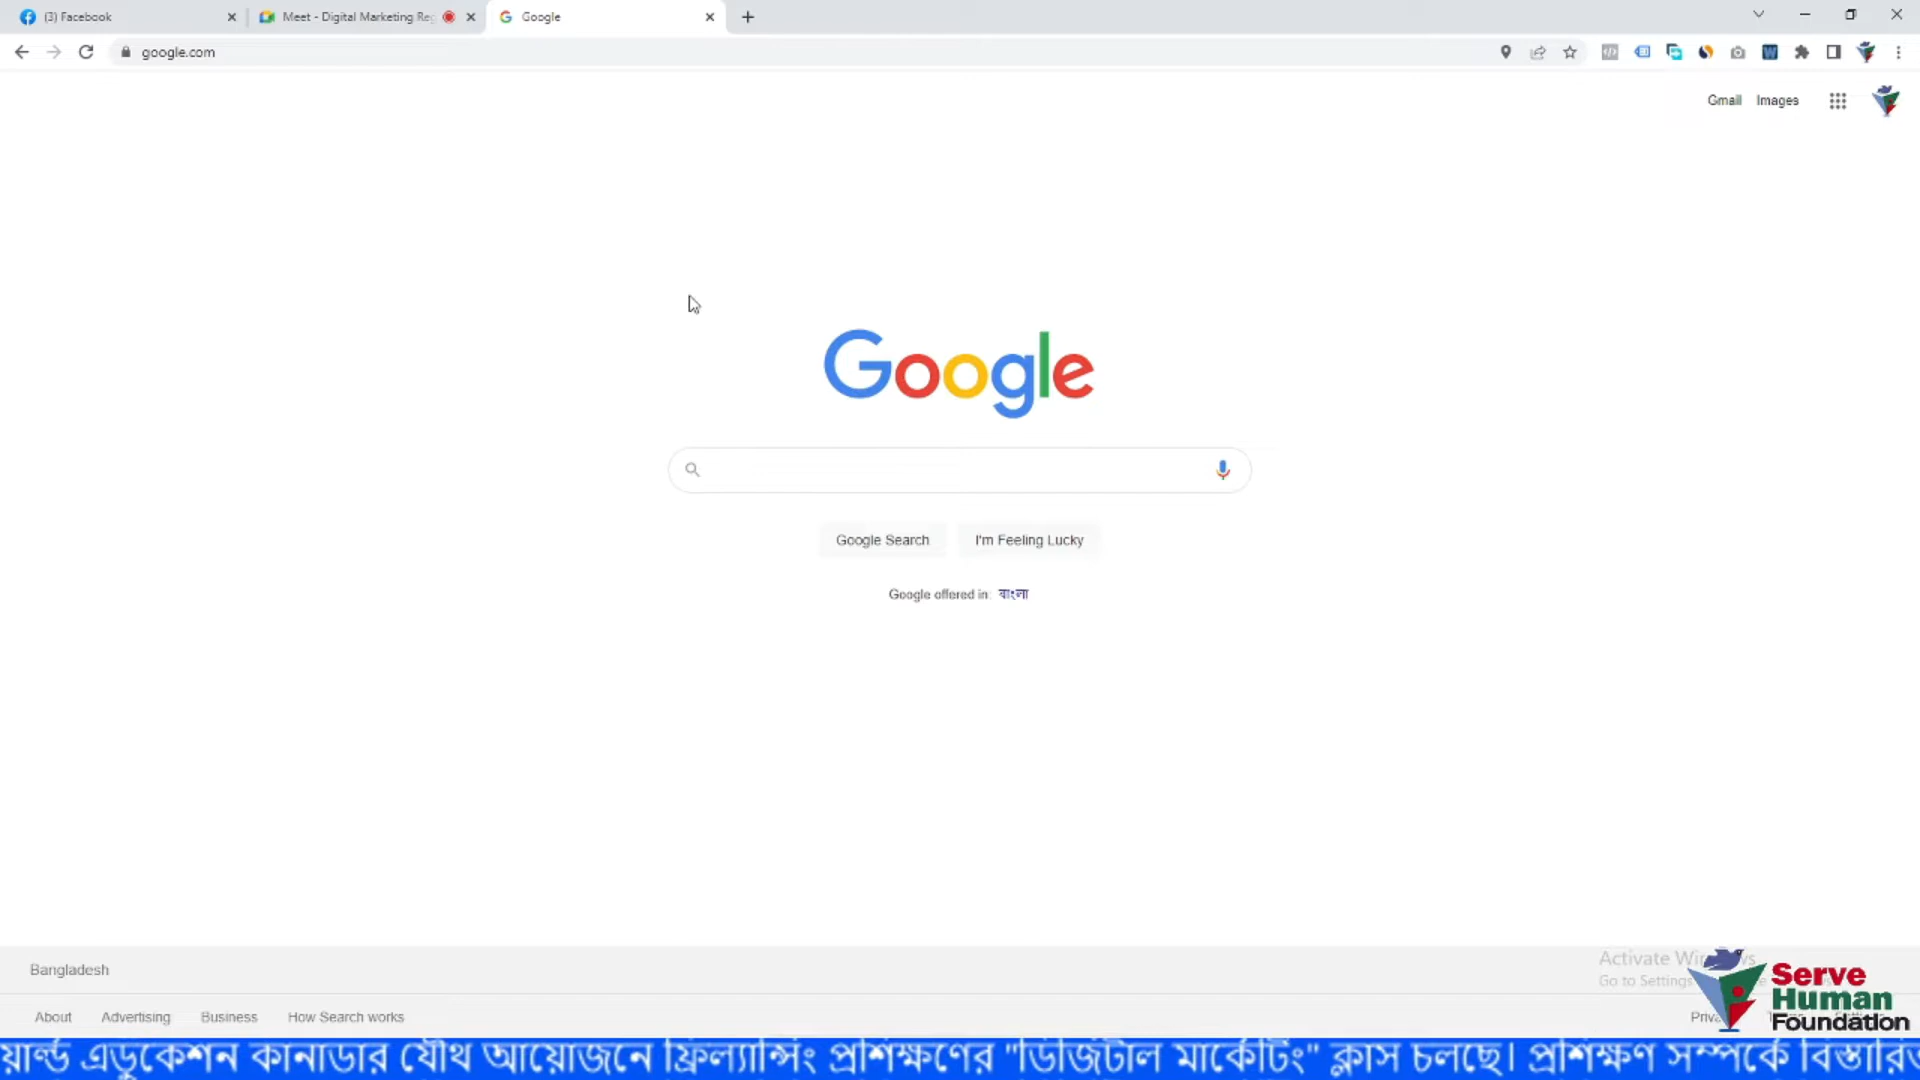 (3) Facebook
Meet - Digital Marketing Reg
Google
google.com
Gmail Images
Google
Google Search I'm Feeling Lucky
Google offered in: বাংলা
Bangladesh
Activate
Go to Settings
About Advertising Business How Search works
Serve
Human
Foundation
এডুকেশন কানাডার যৌথ আয়োজনে ফ্রিল্যান্সিং প্রশিক্ষণের "ডিজিটাল মার্কেটিং" ক্লাস চলছে। প্রশিক্ষণ সম্পর্কে